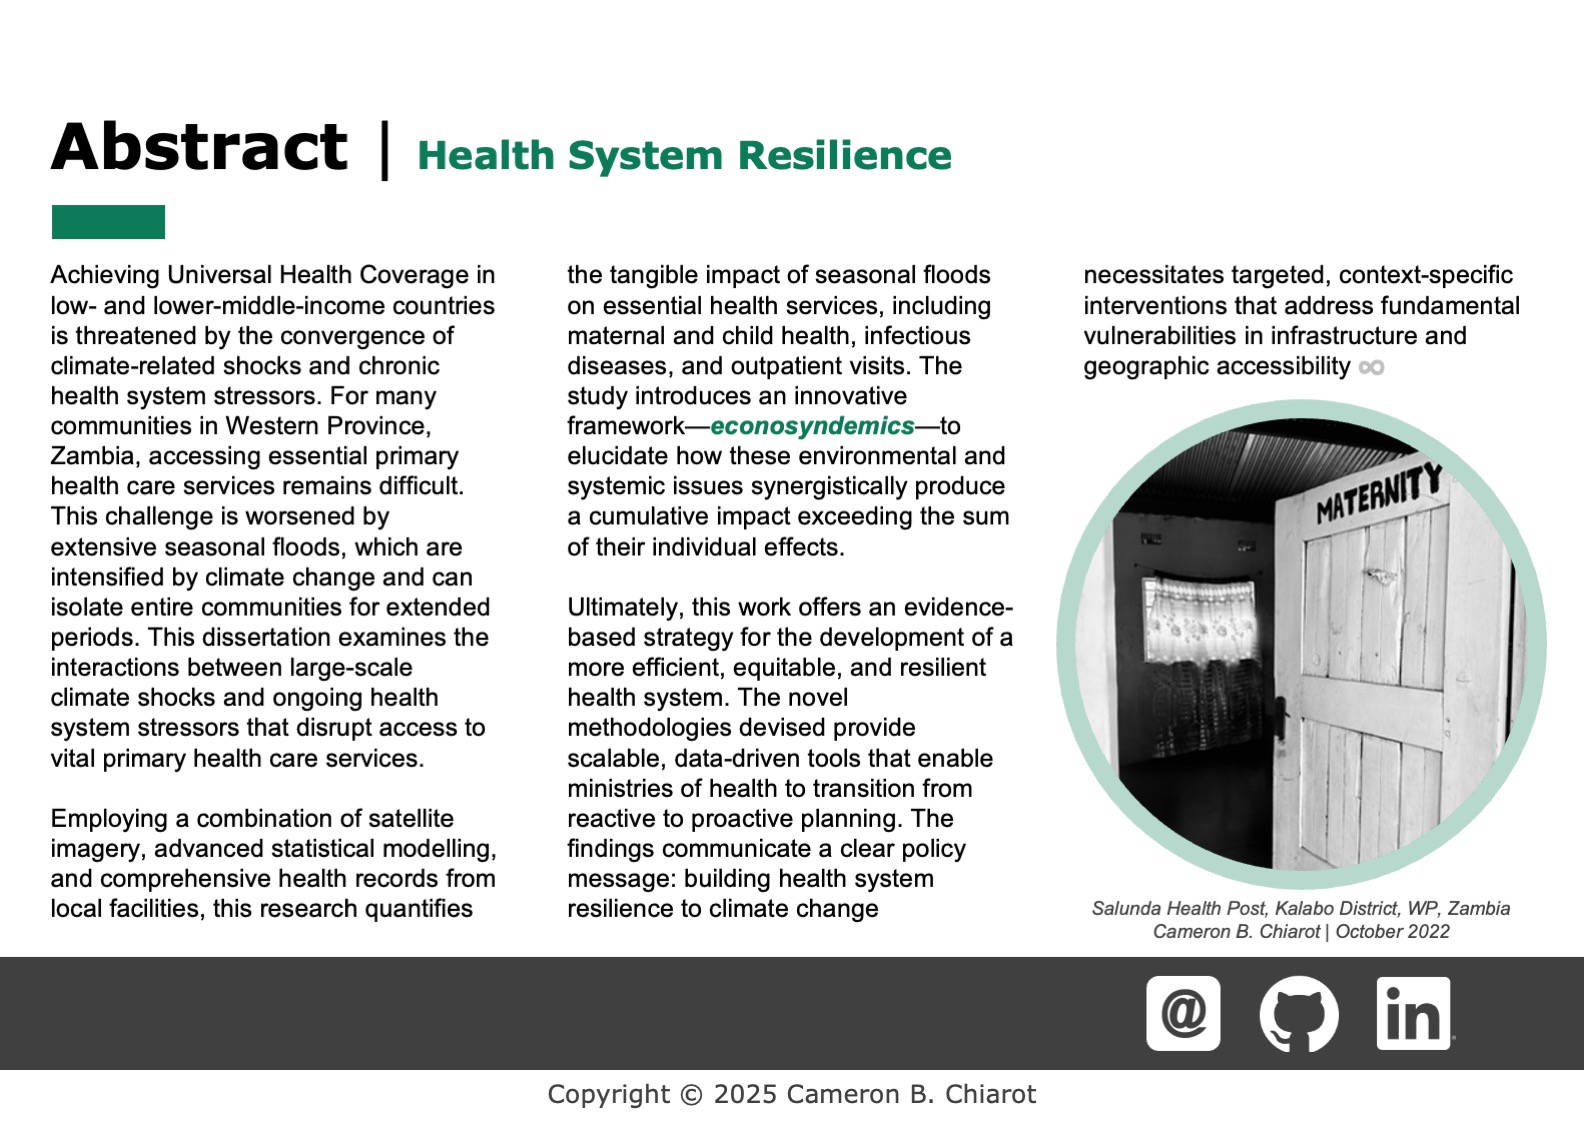 Abstract | Health System Resilience
Achieving Universal Health Coverage in
low- and lower-middle-income countries
is threatened by the convergence of
climate-related shocks and chronic
health system stressors. For many
communities in Western Province,
Zambia, accessing essential primary
health care services remains difficult.
This challenge is worsened by
extensive seasonal floods, which are
intensified by climate change and can
isolate entire communities for extended
periods. This dissertation examines the
interactions between large-scale
climate shocks and ongoing health
system stressors that disrupt access to
vital primary health care services.
Employing a combination of satellite
imagery, advanced statistical modelling,
and comprehensive health records from
local facilities, this research quantifies
the tangible impact of seasonal floods
on essential health services, including
maternal and child health, infectious
diseases, and outpatient visits. The
study introduces an innovative
framework—econosyndemics—to
elucidate how these environmental and
systemic issues synergistically produce
a cumulative impact exceeding the sum
of their individual effects.
Ultimately, this work offers an evidence-
based strategy for the development of a
more efficient, equitable, and resilient
health system. The novel
methodologies devised provide
scalable, data-driven tools that enable
ministries of health to transition from
reactive to proactive planning. The
findings communicate a clear policy
message: building health system
resilience to climate change
necessitates targeted, context-specific
interventions that address fundamental
vulnerabilities in infrastructure and
geographic accessibility ∞
MATERNITY
Salunda Health Post, Kalabo District, WP, Zambia
Cameron B. Chiarot | October 2022
@
in
Copyright © 2025 Cameron B. Chiarot